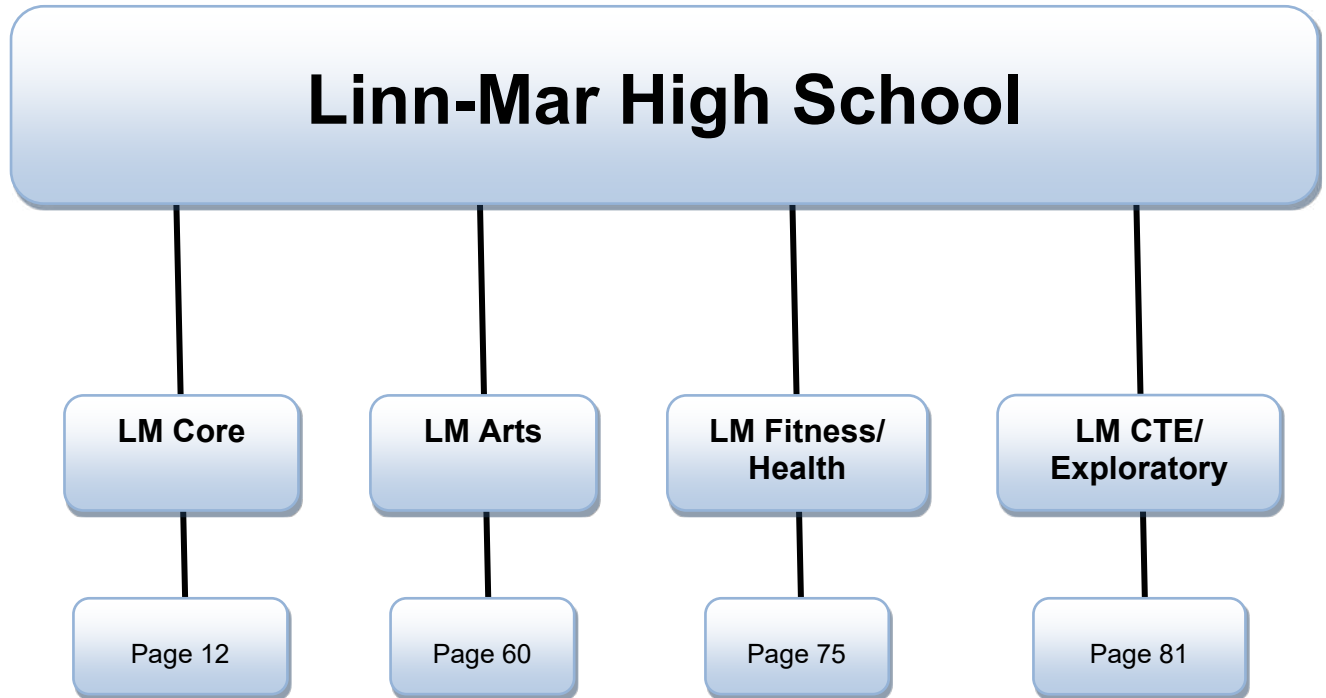 Linn-Mar High School
LM Core
LM Arts
LM Fitness/
Health
LM CTE/
Exploratory
Page 12
Page 60
Page 75
Page 81